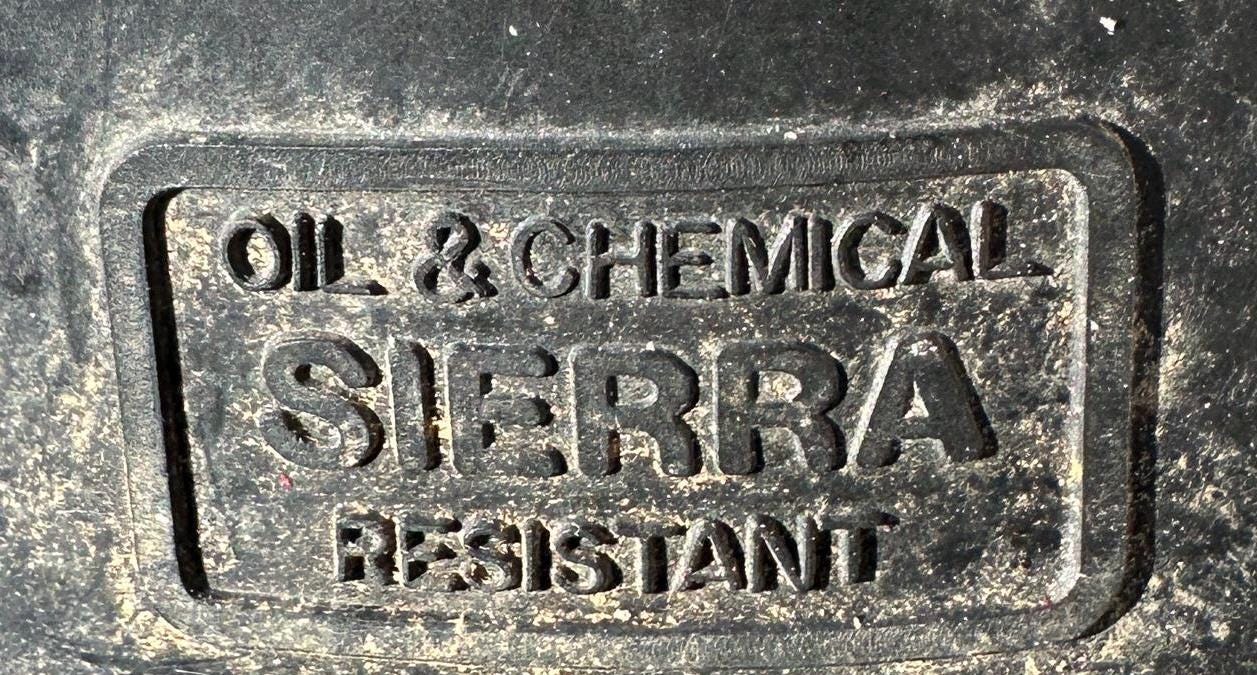 OIL & CHEMICAL
SIERRA
RESISTANT